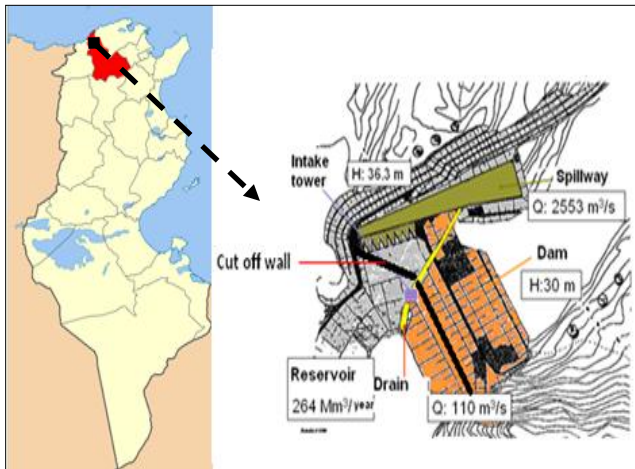 Intake
tower
H: 36.3 m
Spillway
Q: 2553 m³/s
Cut off wall
Dam
H:30 m
Reservoir
264 Mm³/year
Drain
Q: 110 m³/s